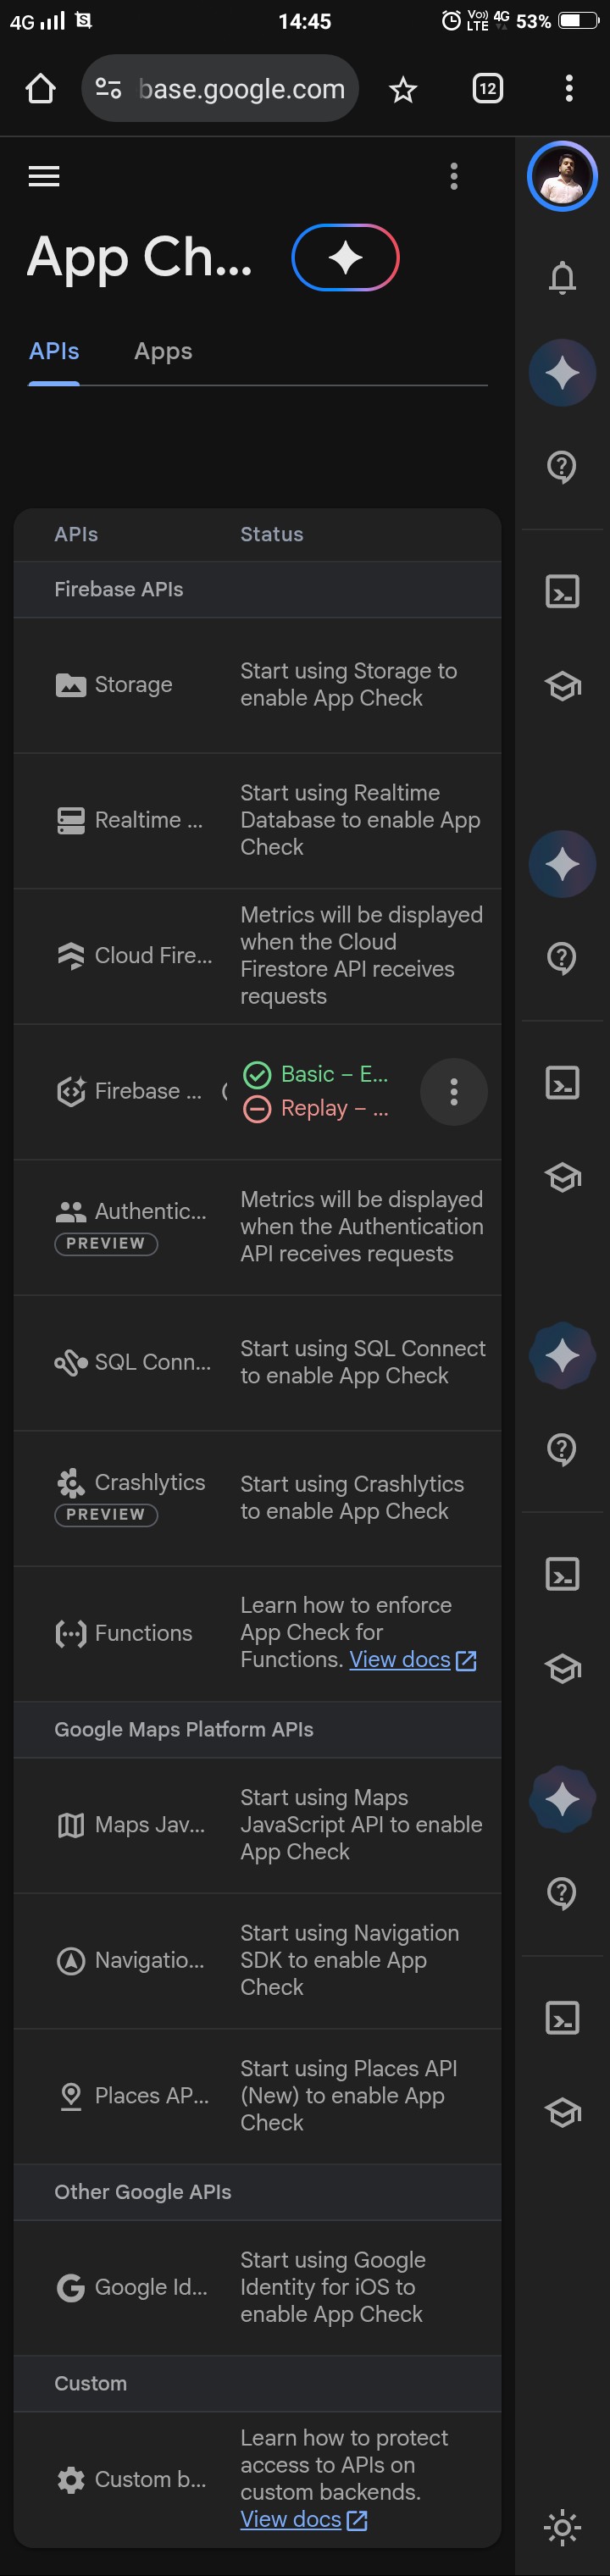 4G 14:45 Vo) LTE 4G 53%
base.google.com 12
App Ch...
APIs Apps
APIs Status
Firebase APIs
Storage
Start using Storage to
enable App Check
Realtime ...
Start using Realtime
Database to enable App
Check
Cloud Fire...
Metrics will be displayed
when the Cloud
Firestore API receives
requests
Firebase ...
Basic – E...
Replay – ...
Authentic...
PREVIEW
Metrics will be displayed
when the Authentication
API receives requests
SQL Conn...
Start using SQL Connect
to enable App Check
Crashlytics
PREVIEW
Start using Crashlytics
to enable App Check
Functions
Learn how to enforce
App Check for
Functions. View docs
Google Maps Platform APIs
Maps Jav...
Start using Maps
JavaScript API to enable
App Check
Navigatio...
Start using Navigation
SDK to enable App
Check
Places AP...
Start using Places API
(New) to enable App
Check
Other Google APIs
Google Id...
Start using Google
Identity for iOS to
enable App Check
Custom
Custom b...
Learn how to protect
access to APIs on
custom backends.
View docs